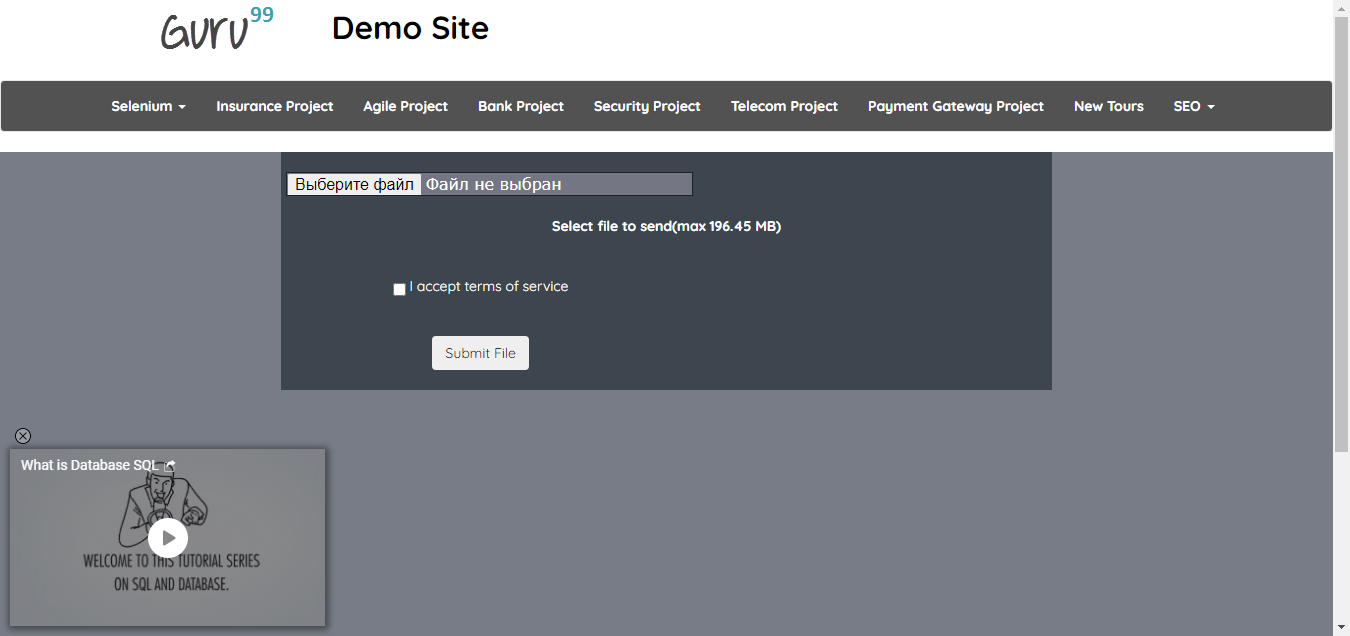 Guru99
Demo Site
Selenium Insurance Project Agile Project Bank Project Security Project Telecom Project Payment Gateway Project New Tours SEO
Выберите файл Файл не выбран
Select file to send(max 196.45 MB)
I accept terms of service
Submit File
What is Database SQL
WELCOME TO THIS TUTORIAL SERIES
ON SQL AND DATABASE.